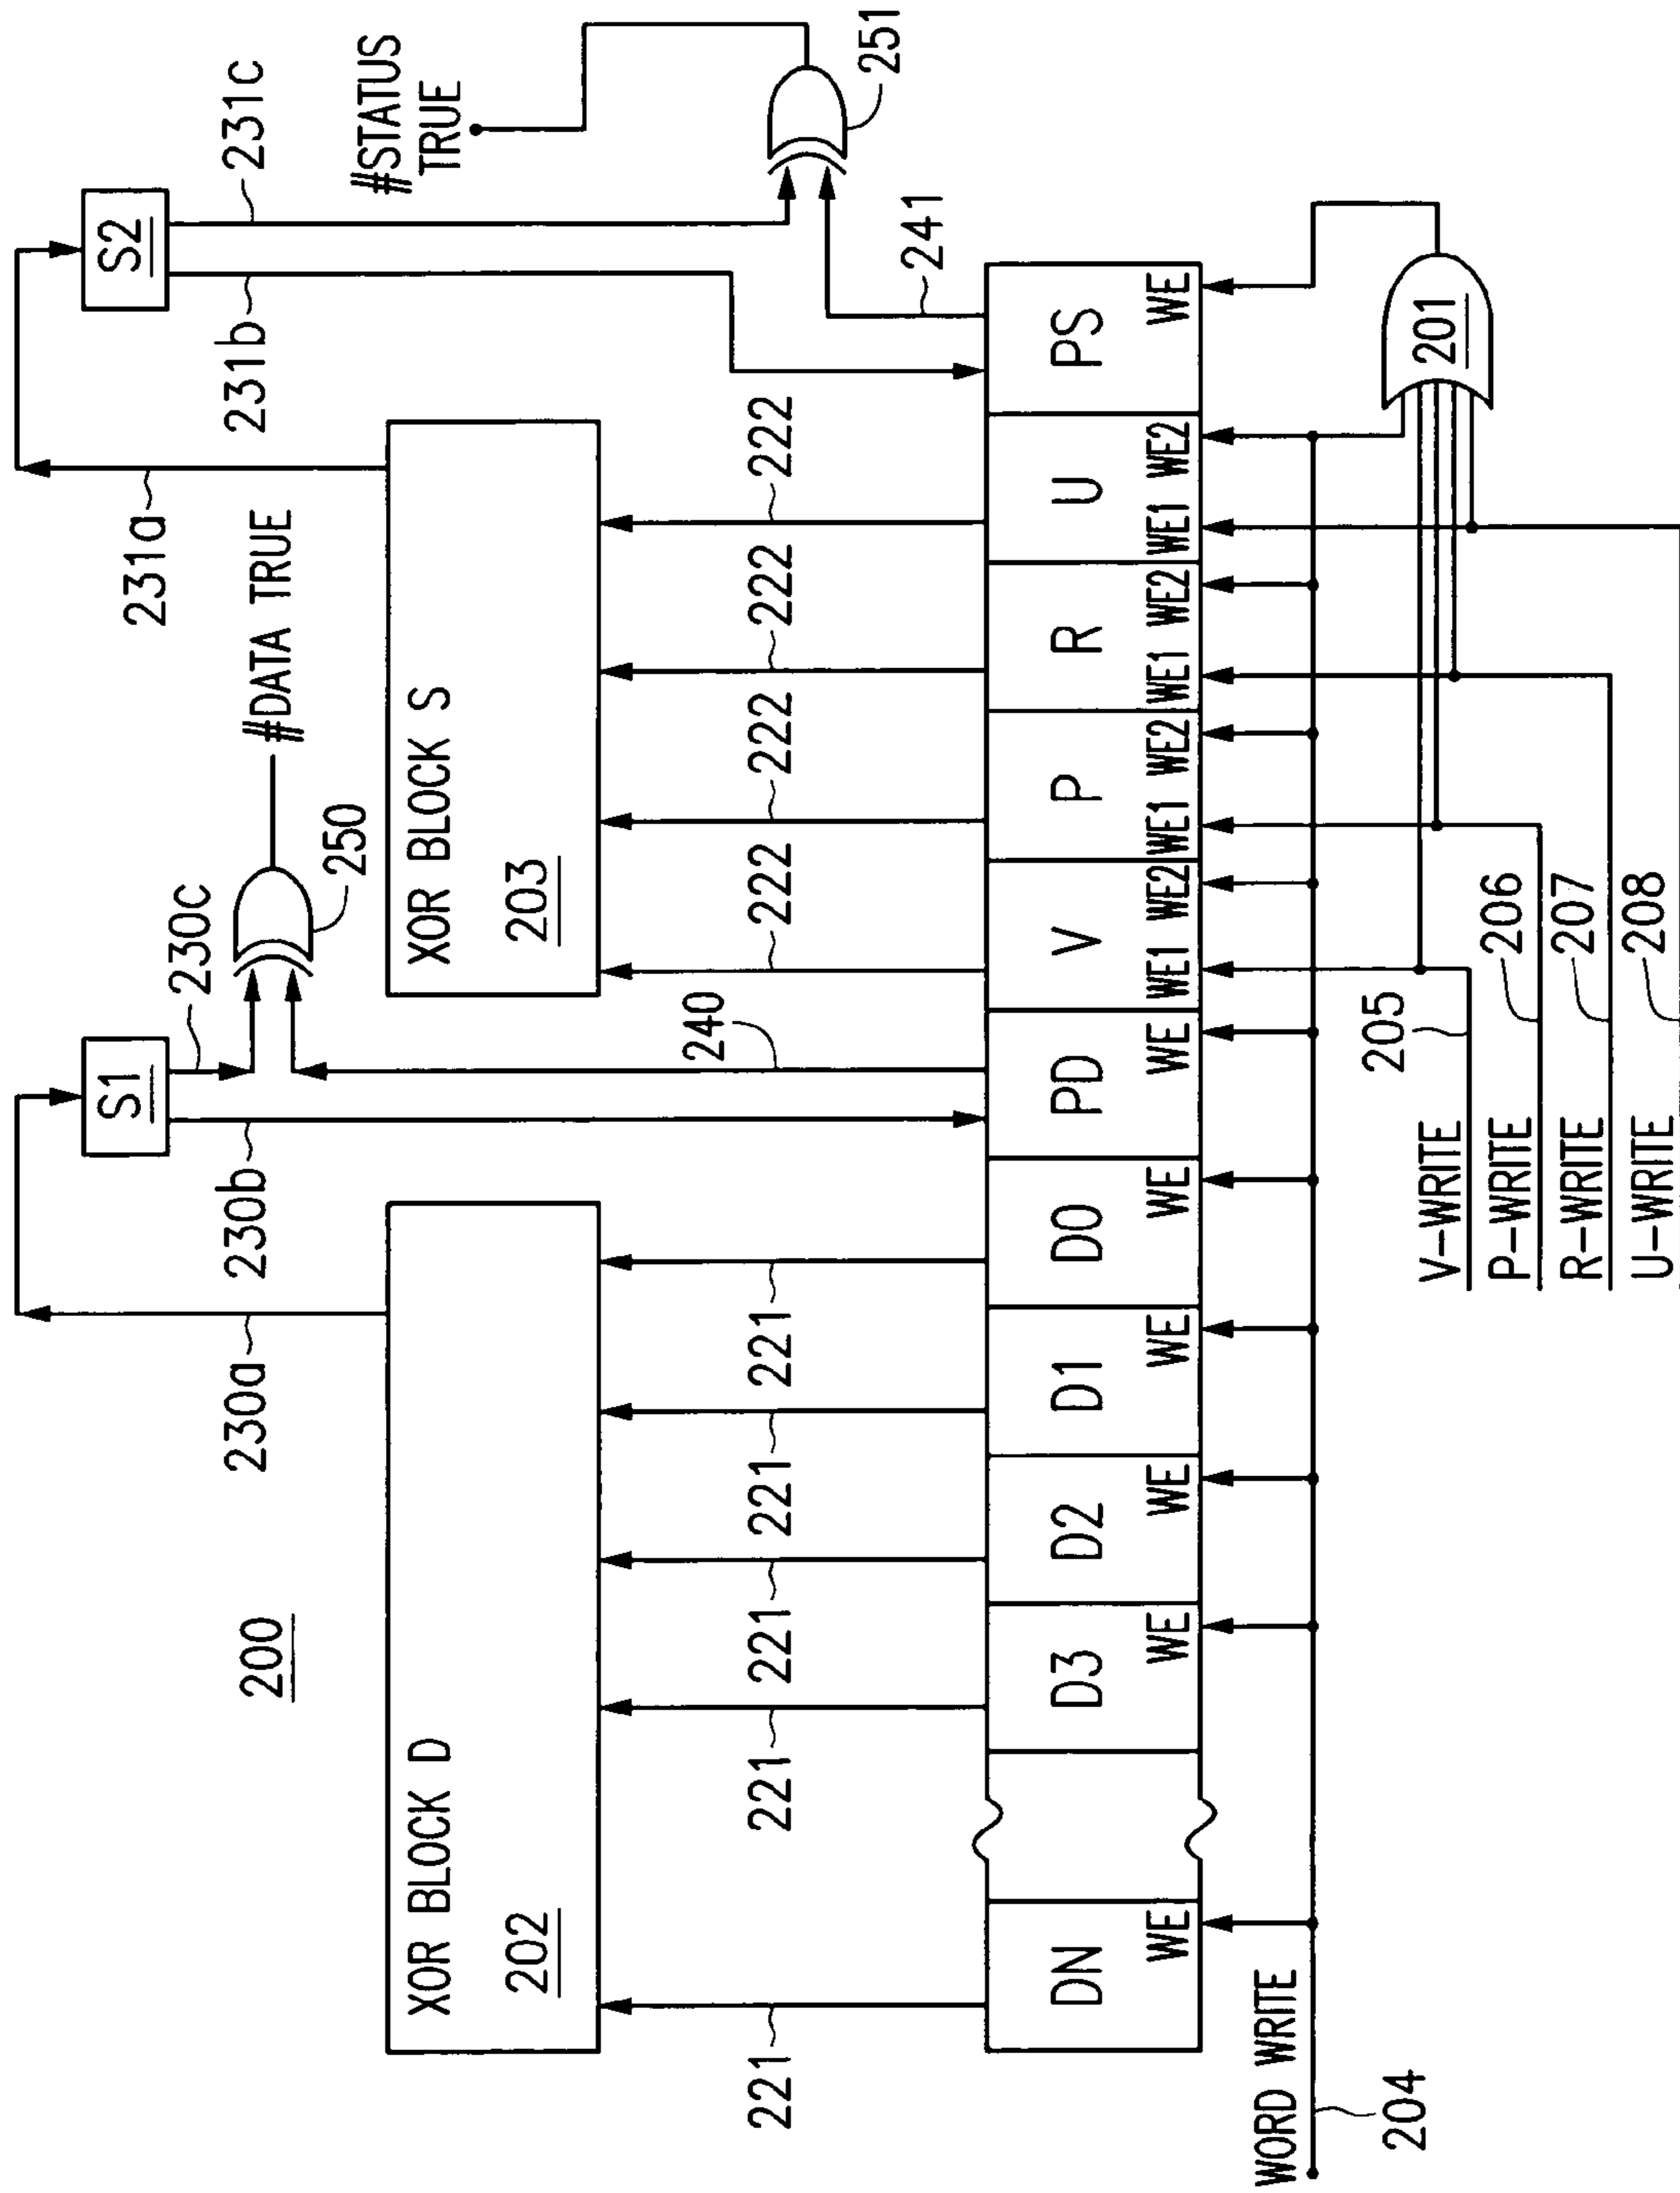 200
S1
S2
230a
230b
230c
231a
231b
231c
#DATA TRUE
#STATUS
TRUE
250
251
XOR BLOCK D
202
XOR BLOCK S
203
221
221
221
221
221
240
222
222
222
222
241
DN
WE
D3
WE
D2
WE
D1
WE
D0
WE
PD
WE
V
WE1 WE2
P
WE1 WE2
R
WE1 WE2
U
WE1 WE2
PS
WE
WORD WRITE
204
201
V-WRITE
205
P-WRITE
206
R-WRITE
207
U-WRITE
208